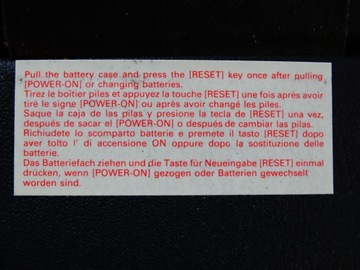 Pull the battery case and press the [RESET] key once after pulling
[POWER-ON] or changing batteries.
Tirez le boîtier piles et appuyez la touche [RESET] une fois après avoir
tiré le signe [POWER-ON] ou après avoir changé les piles.
Saque la caja de las pilas y presione la tecla de [RESET] una vez,
después de sacar el [POWER-ON] o después de cambiar las pilas.
Richiudete lo scomparto batterie e premete il tasto [RESET] dopo
aver tolto l' di accensione ON oppure dopo la sostituzione delle
batterie.
Das Batteriefach ziehen und die Taste für Neueingabe [RESET] einmal
drücken, wenn [POWER-ON] gezogen oder Batterien gewechselt
worden sind.